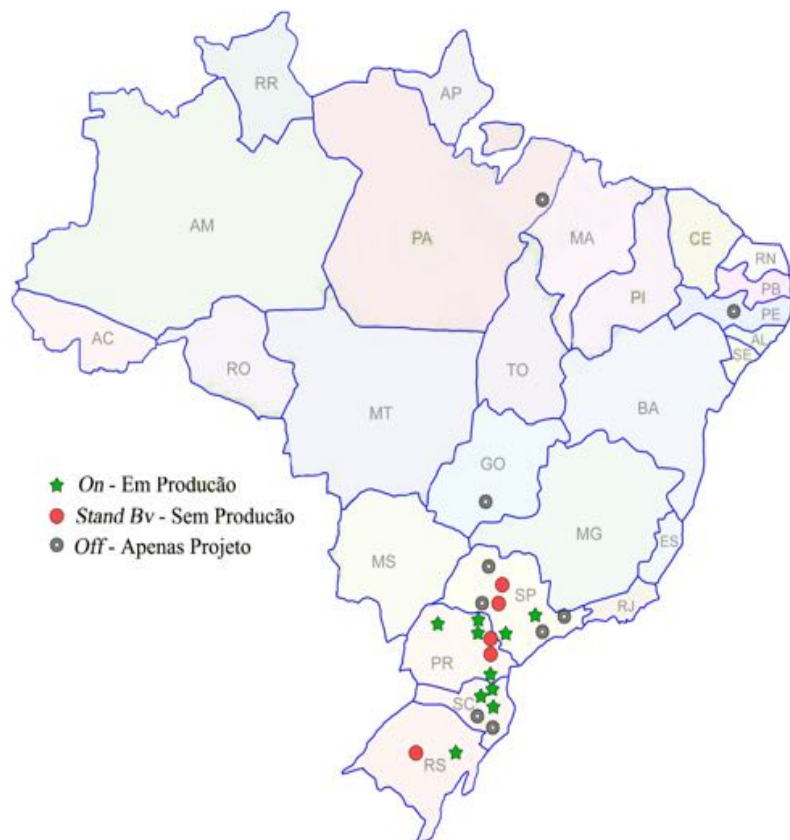 RR
AP
AM
PA
MA
CE
RN
PB
PE
AL
SE
PI
AC
RO
TO
MT
BA
GO
On - Em Producão
Stand Bv - Sem Producão
Off - Apenas Projeto
MG
ES
MS
SP
RJ
PR
SC
RS